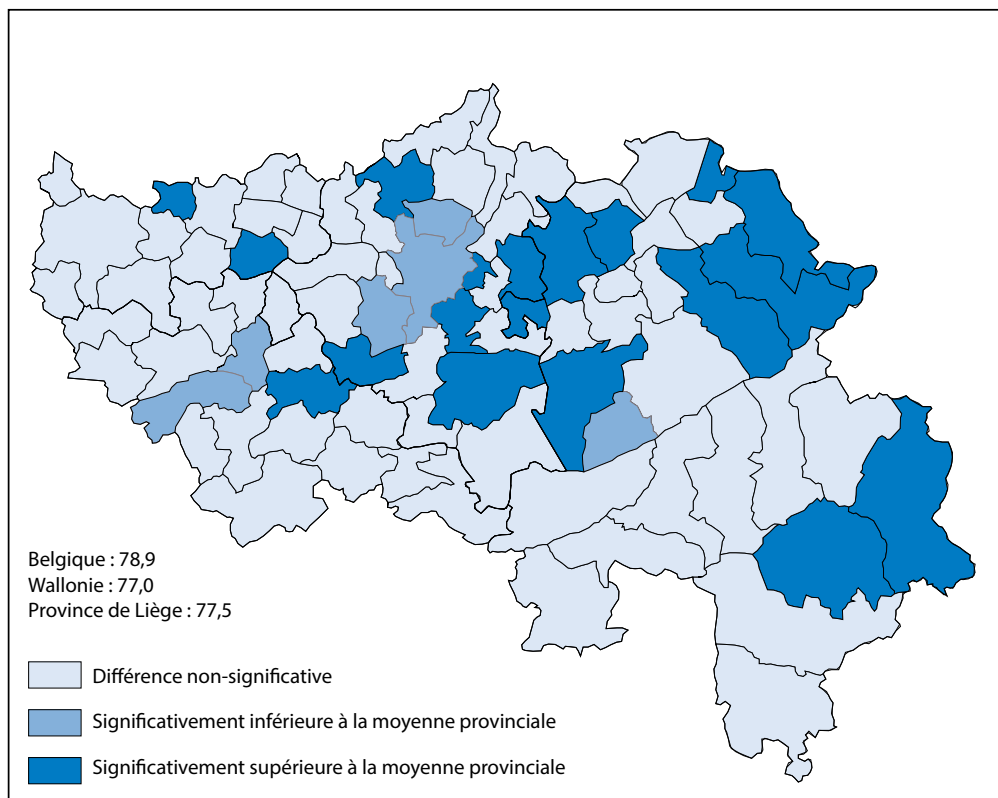 Belgique : 78,9
Wallonie : 77,0
Province de Liège : 77,5
Différence non-significative
Significativement inférieure à la moyenne provinciale
Significativement supérieure à la moyenne provinciale